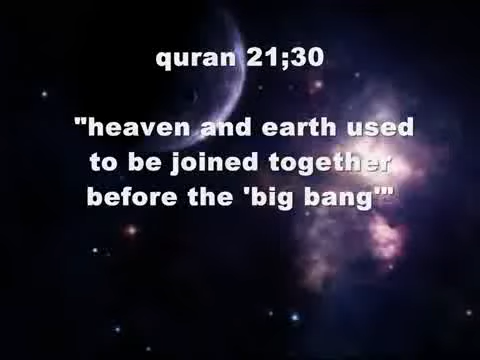 quran 21;30
"heaven and earth used
to be joined together
before the 'big bang'"